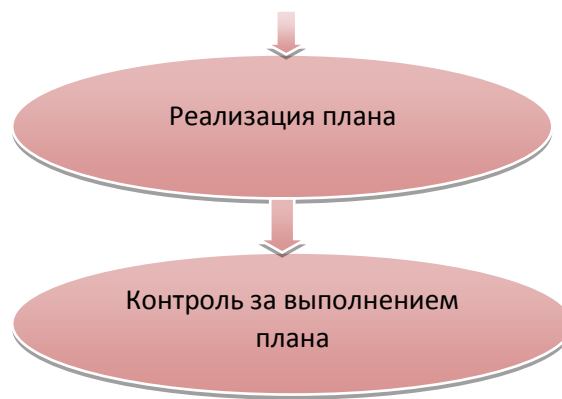 Реализация плана
Контроль за выполнением
плана